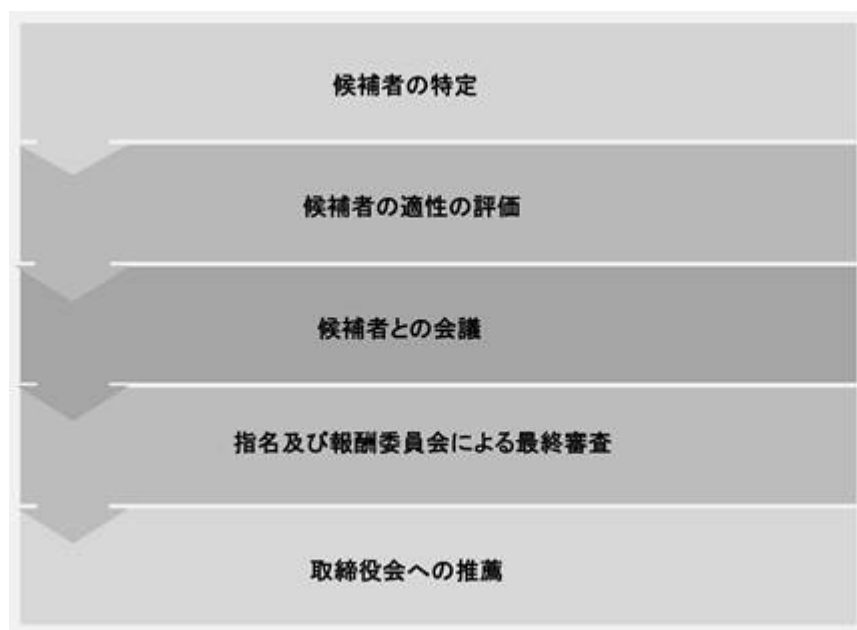 候補者の特定
候補者の適性の評価
候補者との会議
指名及び報酬委員会による最終審査
取締役会への推薦